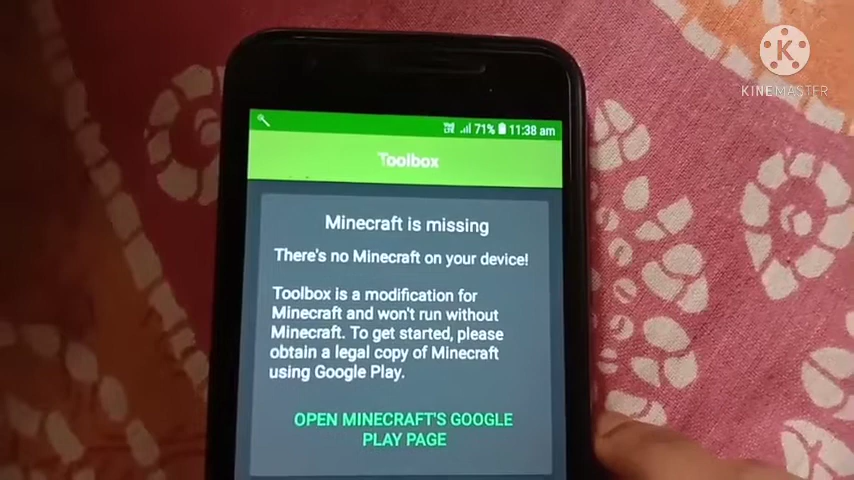 K
KINEMASTER
VoLTE 71% 11:38 am
Toolbox
Minecraft is missing
There's no Minecraft on your device!
Toolbox is a modification for
Minecraft and won't run without
Minecraft. To get started, please
obtain a legal copy of Minecraft
using Google Play.
OPEN MINECRAFT'S GOOGLE
PLAY PAGE